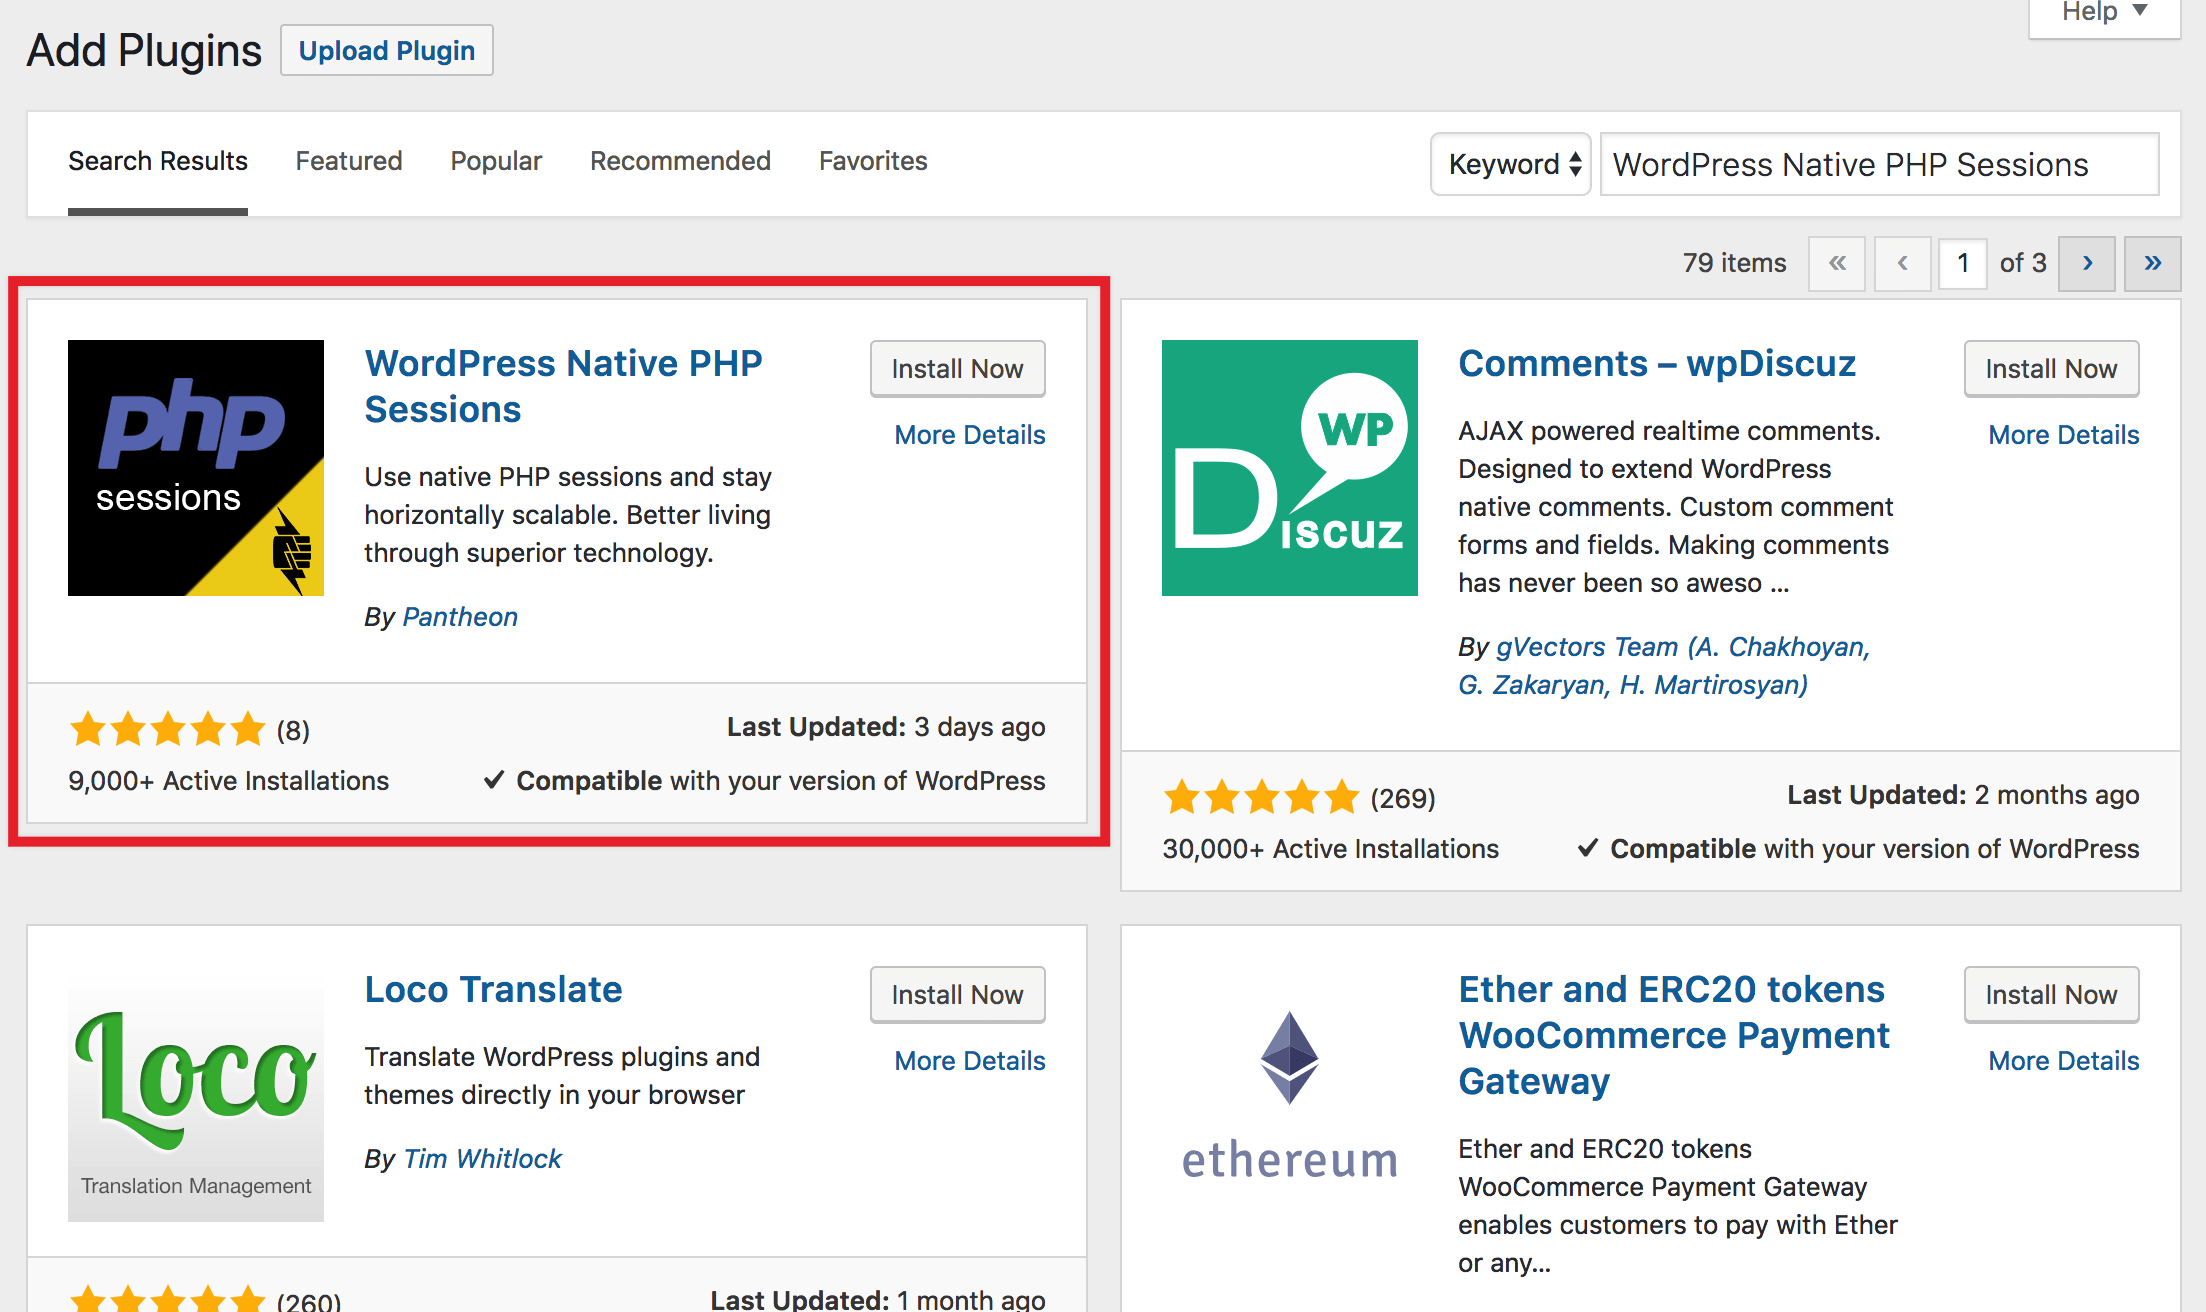 Help
Add Plugins
Upload Plugin
Search Results
Featured
Popular
Recommended
Favorites
Keyword
WordPress Native PHP Sessions
79 items
«
‹
1
of 3
›
»
php
sessions
WordPress Native PHP
Sessions
Install Now
More Details
Use native PHP sessions and stay
horizontally scalable. Better living
through superior technology.
By Pantheon
(8)
Last Updated: 3 days ago
9,000+ Active Installations
Compatible with your version of WordPress
WP
Discuz
Comments – wpDiscuz
Install Now
More Details
AJAX powered realtime comments.
Designed to extend WordPress
native comments. Custom comment
forms and fields. Making comments
has never been so aweso ...
By gVectors Team (A. Chakhoyan,
G. Zakaryan, H. Martirosyan)
(269)
Last Updated: 2 months ago
30,000+ Active Installations
Compatible with your version of WordPress
Loco
Translation Management
Loco Translate
Install Now
More Details
Translate WordPress plugins and
themes directly in your browser
By Tim Whitlock
(260)
Last Updated: 1 month ago
ethereum
Ether and ERC20 tokens
WooCommerce Payment
Gateway
Install Now
More Details
Ether and ERC20 tokens
WooCommerce Payment Gateway
enables customers to pay with Ether
or any...